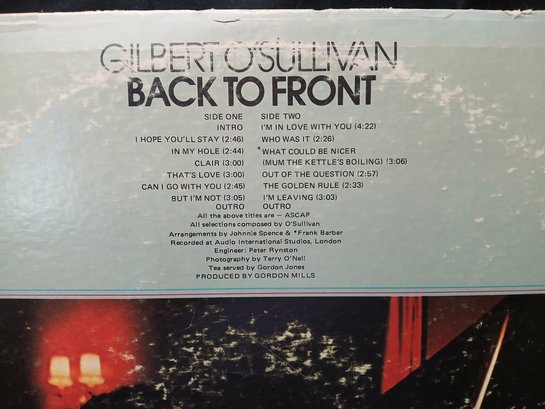 GILBERT O'SULLIVAN
BACK TO FRONT
SIDE ONE
INTRO
I HOPE YOU'LL STAY (2:46)
IN MY HOLE (2:44)
CLAIR (3:00)
THAT'S LOVE (3:00)
CAN I GO WITH YOU (2:45)
BUT I'M NOT (3:05)
OUTRO
SIDE TWO
I'M IN LOVE WITH YOU (4:22)
WHO WAS IT (2:26)
*WHAT COULD BE NICER
(MUM THE KETTLE'S BOILING) (3:06)
OUT OF THE QUESTION (2:57)
THE GOLDEN RULE (2:33)
I'M LEAVING (3:03)
OUTRO
All the above titles are — ASCAP
All selections composed by O'Sullivan
Arrangements by Johnnie Spence & *Frank Barber
Recorded at Audio International Studios, London
Engineer: Peter Rynston
Photography by Terry O'Neil
Tea served by Gordon Jones
PRODUCED BY GORDON MILLS